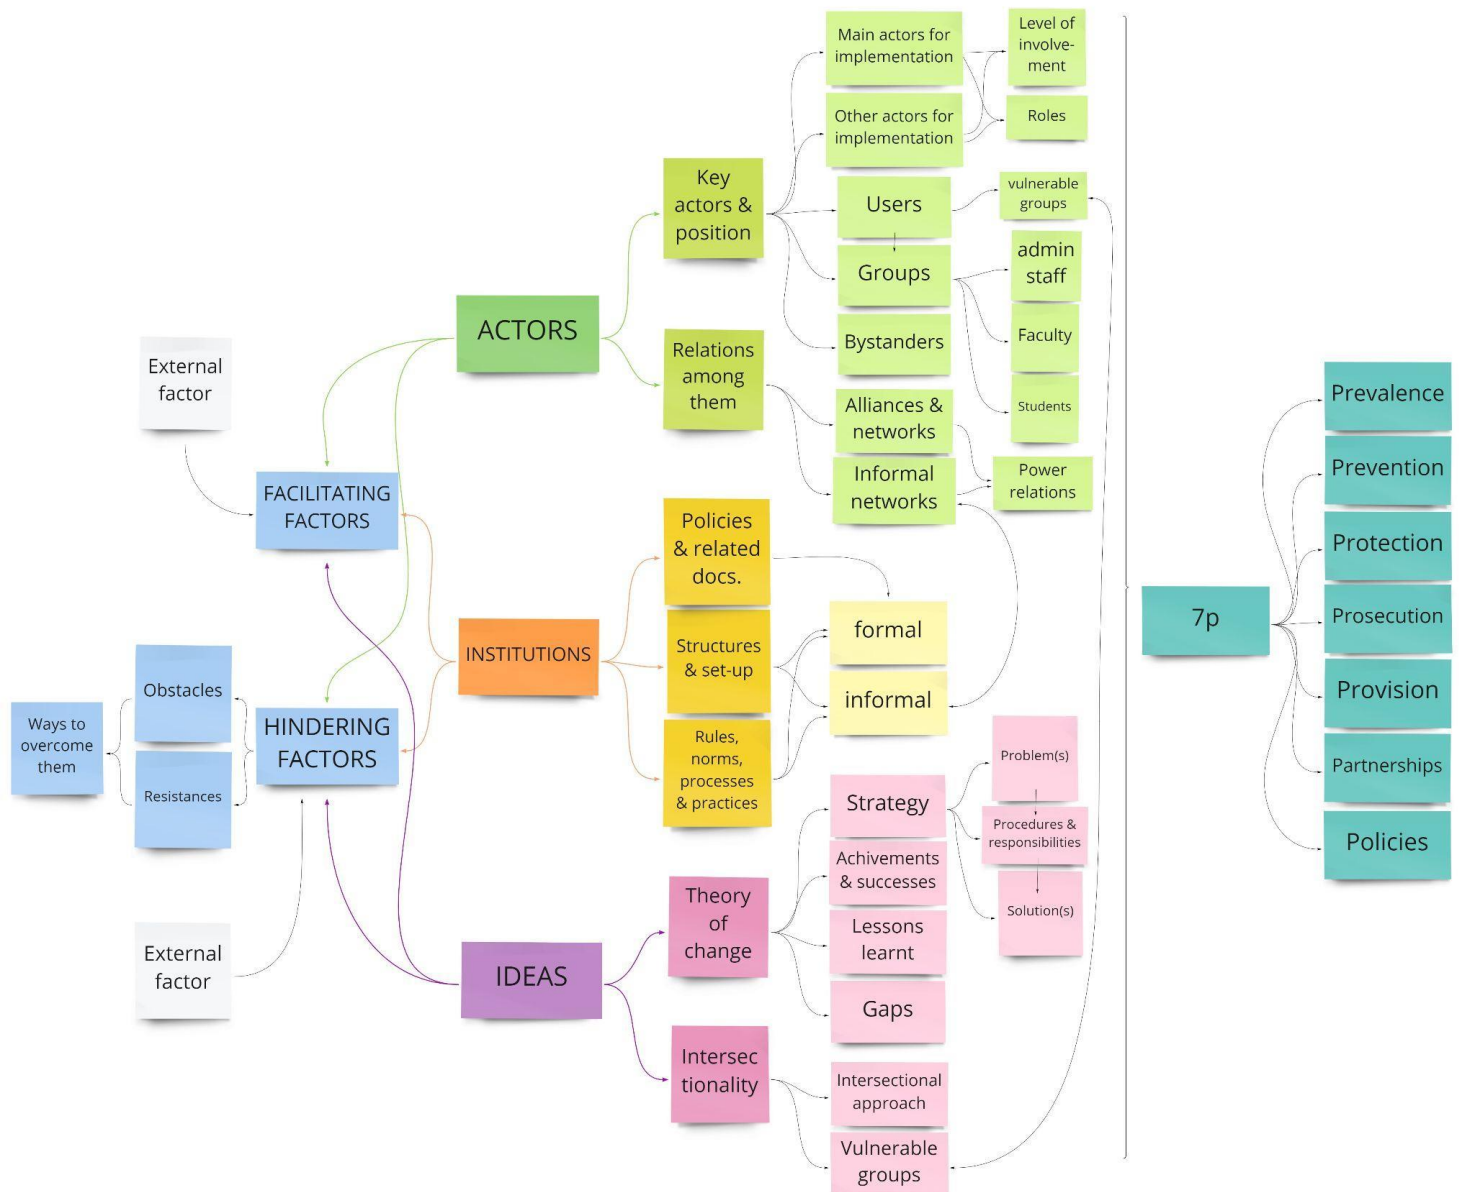 External
factor
FACILITATING
FACTORS
Ways to
overcome
them
Obstacles
Resistances
HINDERING
FACTORS
External
factor
ACTORS
Key
actors &
position
Main actors for
implementation
Level of
involve-
ment
Other actors for
implementation
Roles
Users
vulnerable
groups
Groups
admin
staff
Faculty
Students
Bystanders
Relations
among
them
Alliances &
networks
Informal
networks
Power
relations
INSTITUTIONS
Policies
& related
docs.
Structures
& set-up
Rules,
norms,
processes
& practices
formal
informal
IDEAS
Theory
of
change
Strategy
Problem(s)
Procedures &
responsibilities
Solution(s)
Achivements
& successes
Lessons
learnt
Gaps
Intersec
tionality
Intersectional
approach
Vulnerable
groups
7p
Prevalence
Prevention
Protection
Prosecution
Provision
Partnerships
Policies